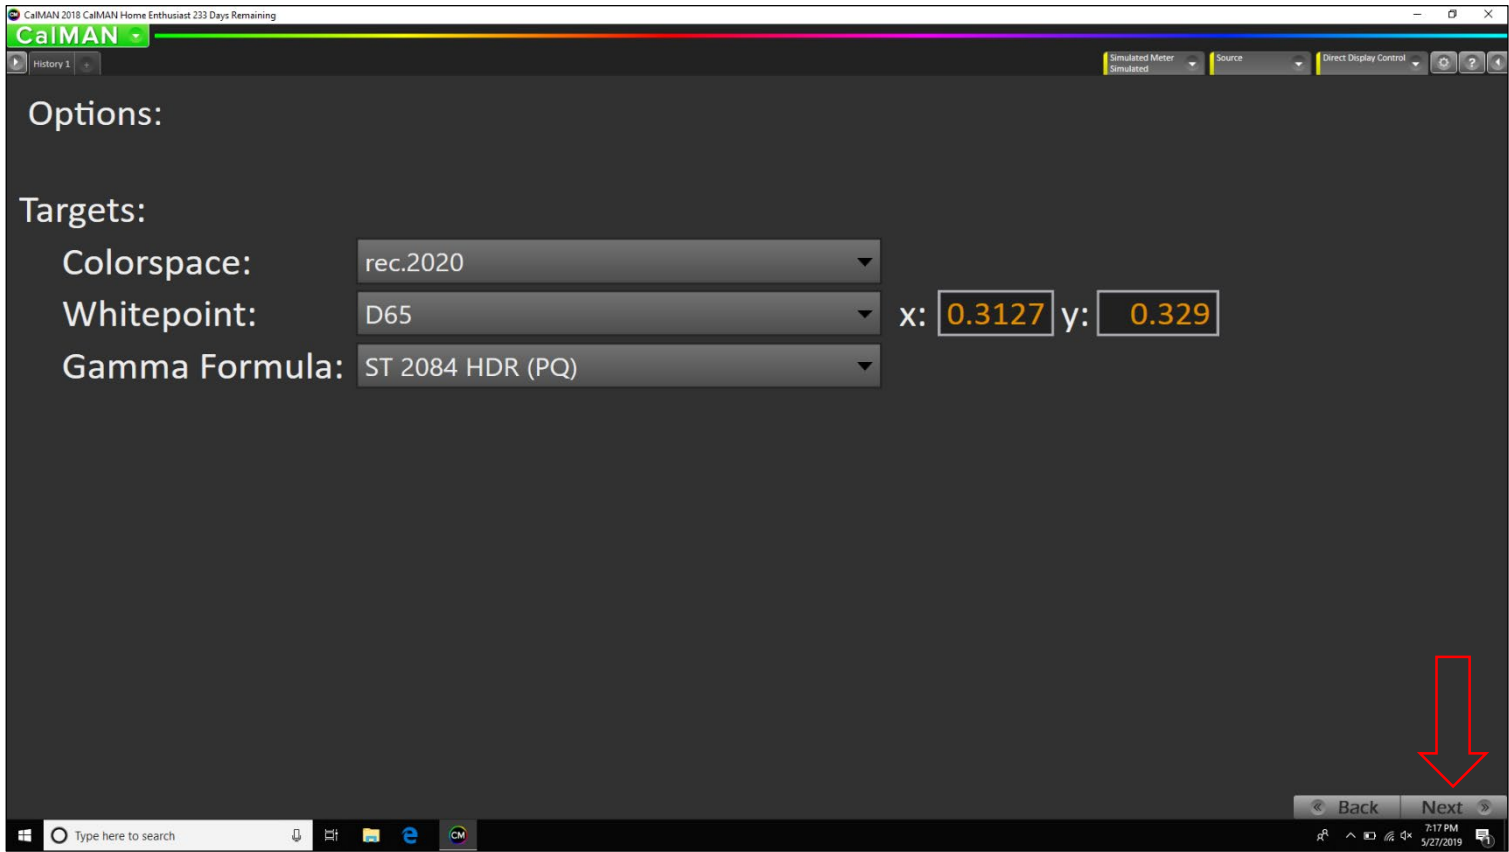 CalMAN 2018 CalMAN Home Enthusiast 233 Days Remaining
CalMAN
History 1
Simulated Meter
Simulated
Source
Direct Display Control
?
Options:
Targets:
Colorspace: rec.2020
Whitepoint: D65 x: 0.3127 y: 0.329
Gamma Formula: ST 2084 HDR (PQ)
Back Next
Type here to search
CM
7:17 PM
5/27/2019
1